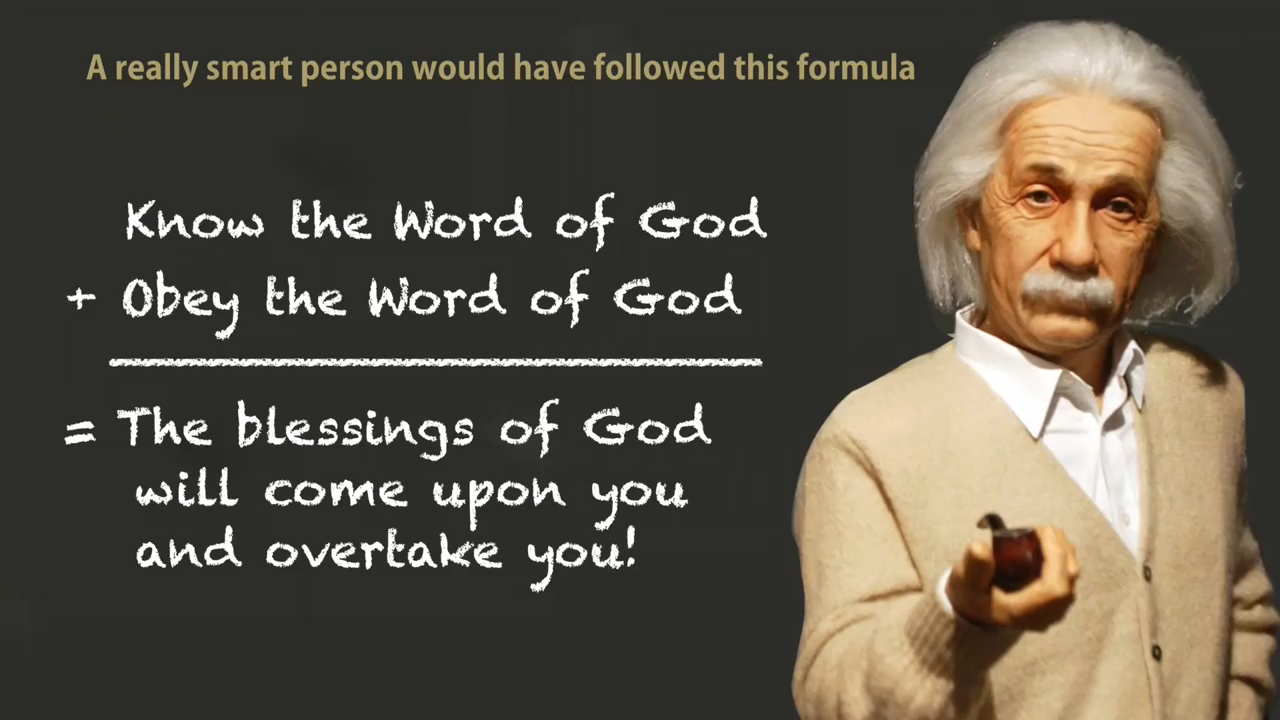 A really smart person would have followed this formula
Know the Word of God
+ Obey the Word of God
= The blessings of God
will come upon you
and overtake you!